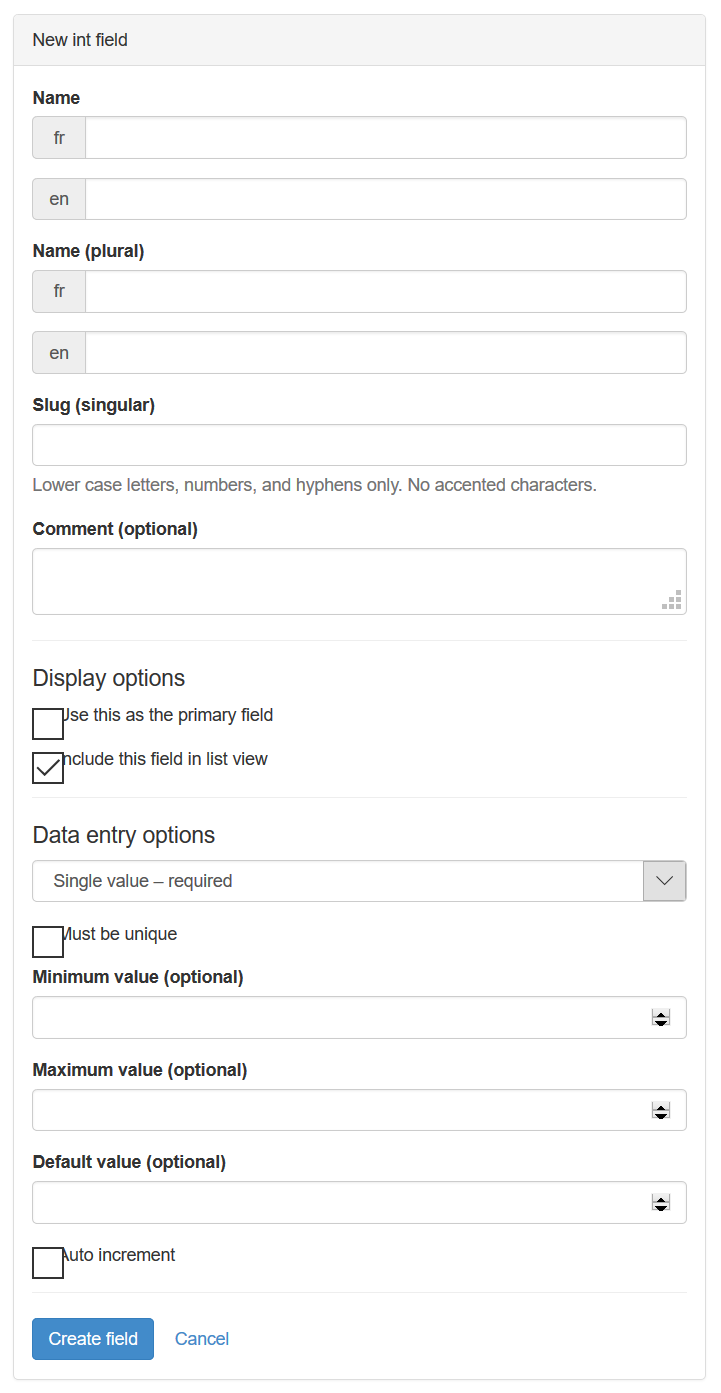 New int field
Name
fr
en
Name (plural)
fr
en
Slug (singular)
Lower case letters, numbers, and hyphens only. No accented characters.
Comment (optional)
Display options
Use this as the primary field
Include this field in list view
Data entry options
Single value – required
Must be unique
Minimum value (optional)
Maximum value (optional)
Default value (optional)
Auto increment
Create field Cancel